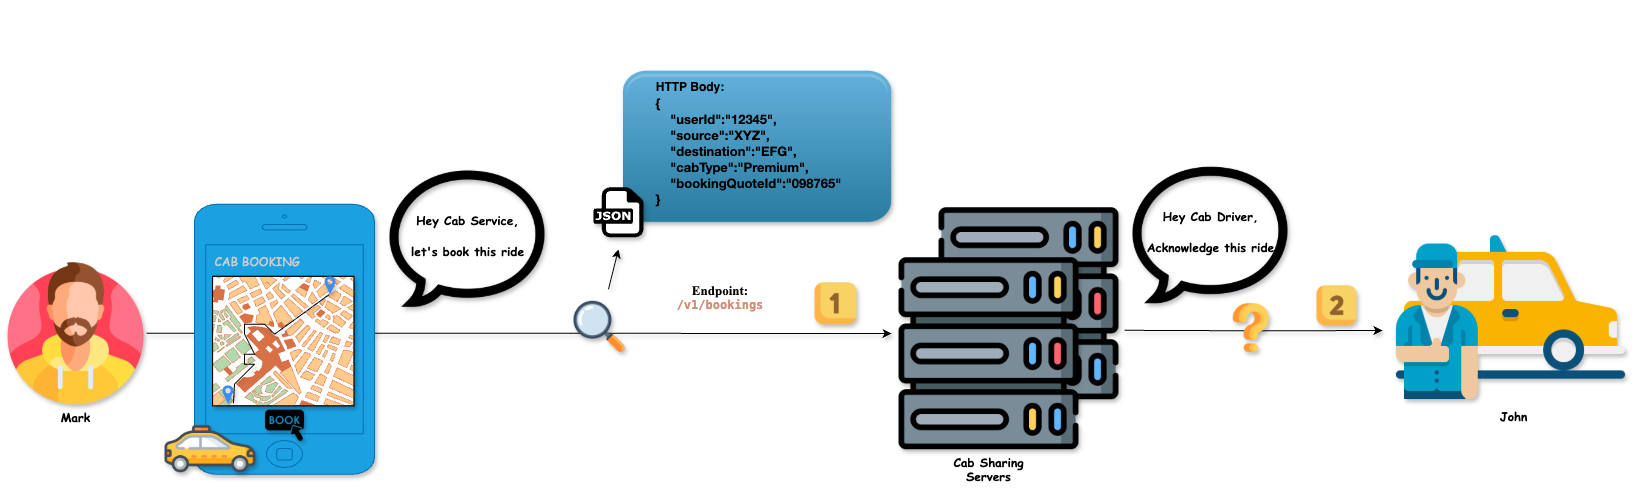 HTTP Body:
{
"userId":"12345",
"source":"XYZ",
"destination":"EFG",
"cabType":"Premium",
"bookingQuoteId":"098765"
}
JSON
Hey Cab Service,
let's book this ride
Hey Cab Driver,
Acknowledge this ride
CAB BOOKING
BOOK
Endpoint:
/v1/bookings
1
?
2
Mark
Cab Sharing
Servers
John